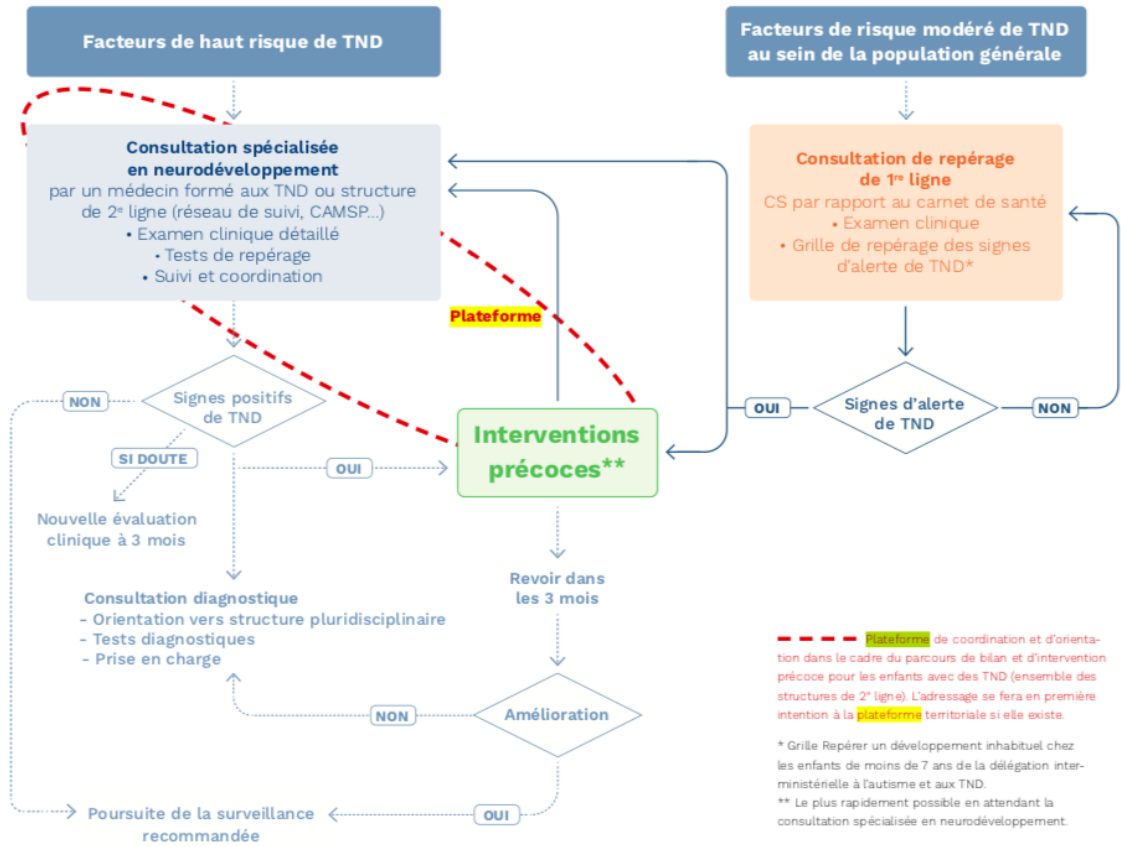 Facteurs de haut risque de TND
Facteurs de risque modéré de TND
au sein de la population générale
Consultation spécialisée
en neurodéveloppement
par un médecin formé aux TND ou structure
de 2e ligne (réseau de suivi, CAMSP...)
• Examen clinique détaillé
• Tests de repérage
• Suivi et coordination
Consultation de repérage
de 1re ligne
CS par rapport au carnet de santé
• Examen clinique
• Grille de repérage des signes
d'alerte de TND*
Plateforme
Signes positifs
de TND
NON
SI DOUTE
OUI
Nouvelle évaluation
clinique à 3 mois
Interventions
précoces**
OUI
Signes d'alerte
de TND
NON
Revoir dans
les 3 mois
Consultation diagnostique
- Orientation vers structure pluridisciplinaire
- Tests diagnostiques
- Prise en charge
NON
Amélioration
OUI
Poursuite de la surveillance
recommandée
Plateforme de coordination et d'orienta-
tion dans le cadre du parcours de bilan et d'intervention
précoce pour les enfants avec des TND (ensemble des
structures de 2e ligne). L'adressage se fera en première
intention à la plateforme territoriale si elle existe.
* Grille Repérer un développement inhabituel chez
les enfants de moins de 7 ans de la délégation inter-
ministérielle à l'autisme et aux TND.
** Le plus rapidement possible en attendant la
consultation spécialisée en neurodéveloppement.